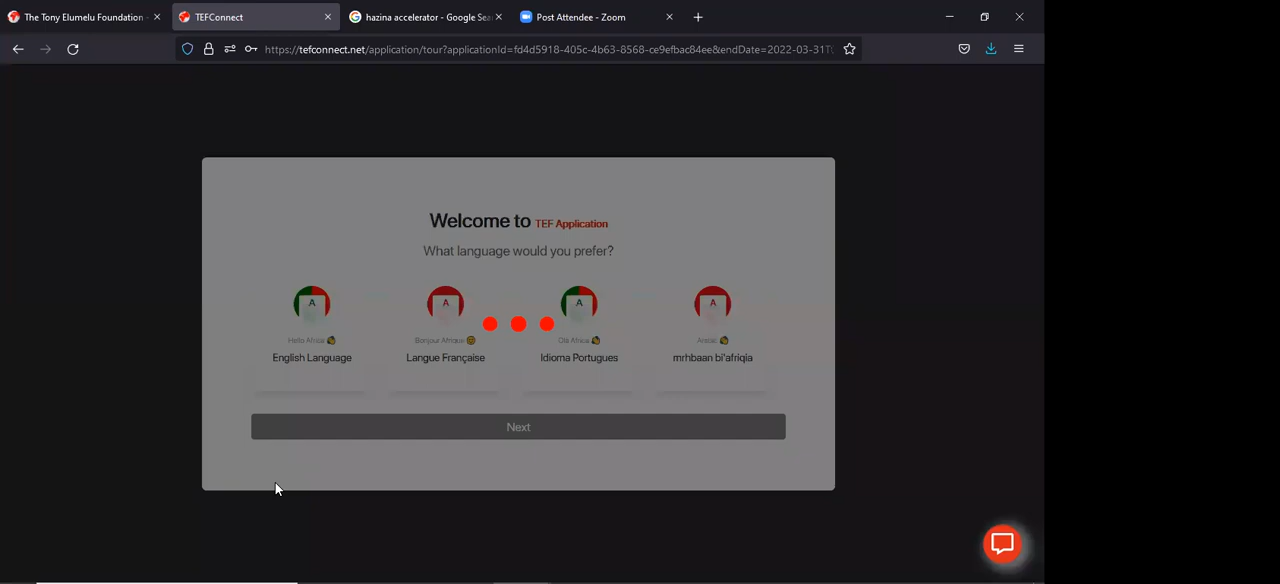 The Tony Elumelu Foundation -
TEFConnect
hazina accelerator - Google Sea
Post Attendee - Zoom
https://tefconnect.net/application/tour?applicationId=fd4d5918-405c-4b63-8568-ce9efbac84ee&endDate=2022-03-31T0
Welcome to TEF Application
What language would you prefer?
A A A A
Hello Africa Bonjour Afrique Olá Africa Arabic
English Language Langue Française Idioma Portugues mrhbaan bi'afriqia
Next